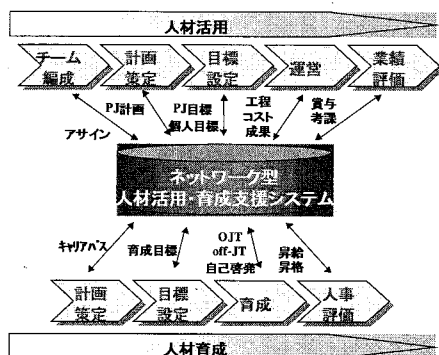 人材活用
チーム
編成
計画
策定
目標
設定
運営
業績
評価
アサイン
PJ計画
PJ目標
個人目標
工程
コスト
成果
賞与
考課
ネットワーク型
人材活用・育成支援システム
キャリアパス
育成目標
OJT
off-JT
自己啓発
昇給
昇格
計画
策定
目標
設定
育成
人事
評価
人材育成